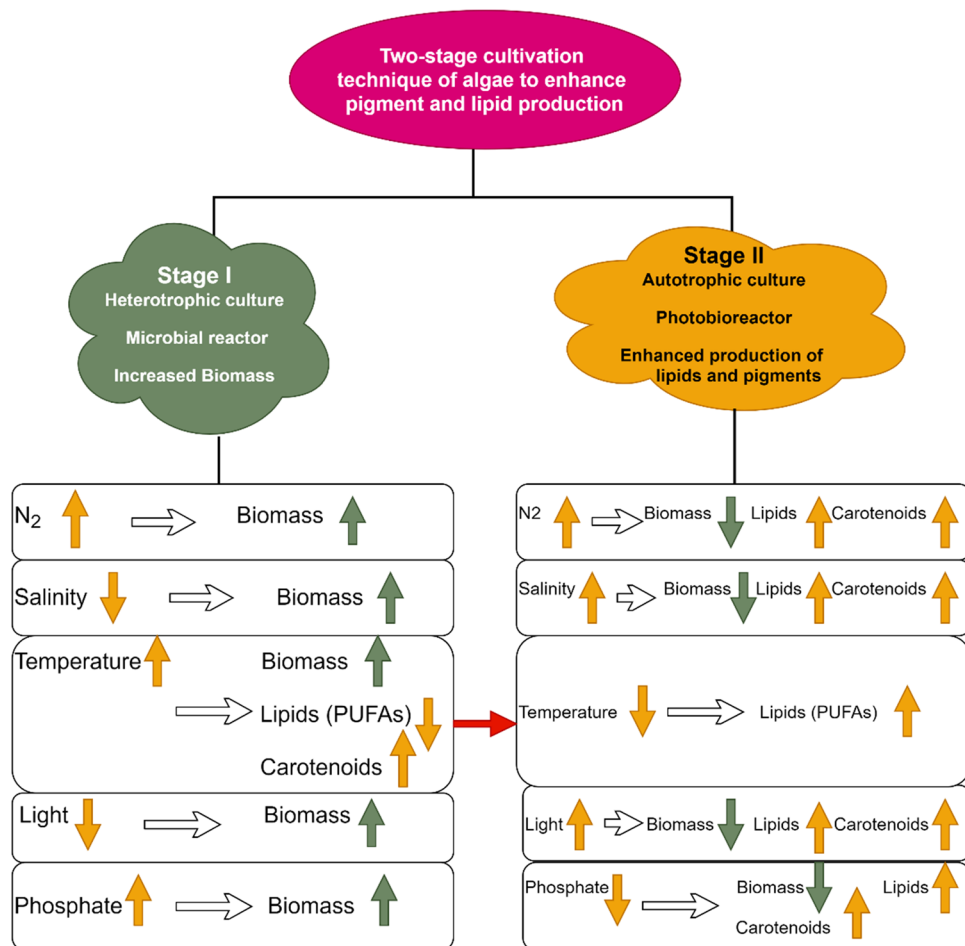 Two-stage cultivation
technique of algae to enhance
pigment and lipid production
Stage I
Heterotrophic culture
Microbial reactor
Increased Biomass
Stage II
Autotrophic culture
Photobioreactor
Enhanced production of
lipids and pigments
N2 Biomass
Salinity Biomass
Temperature Biomass
Lipids (PUFAs)
Carotenoids
Light Biomass
Phosphate Biomass
N2 Biomass Lipids Carotenoids
Salinity Biomass Lipids Carotenoids
Temperature Lipids (PUFAs)
Light Biomass Lipids Carotenoids
Phosphate Biomass Lipids
Carotenoids